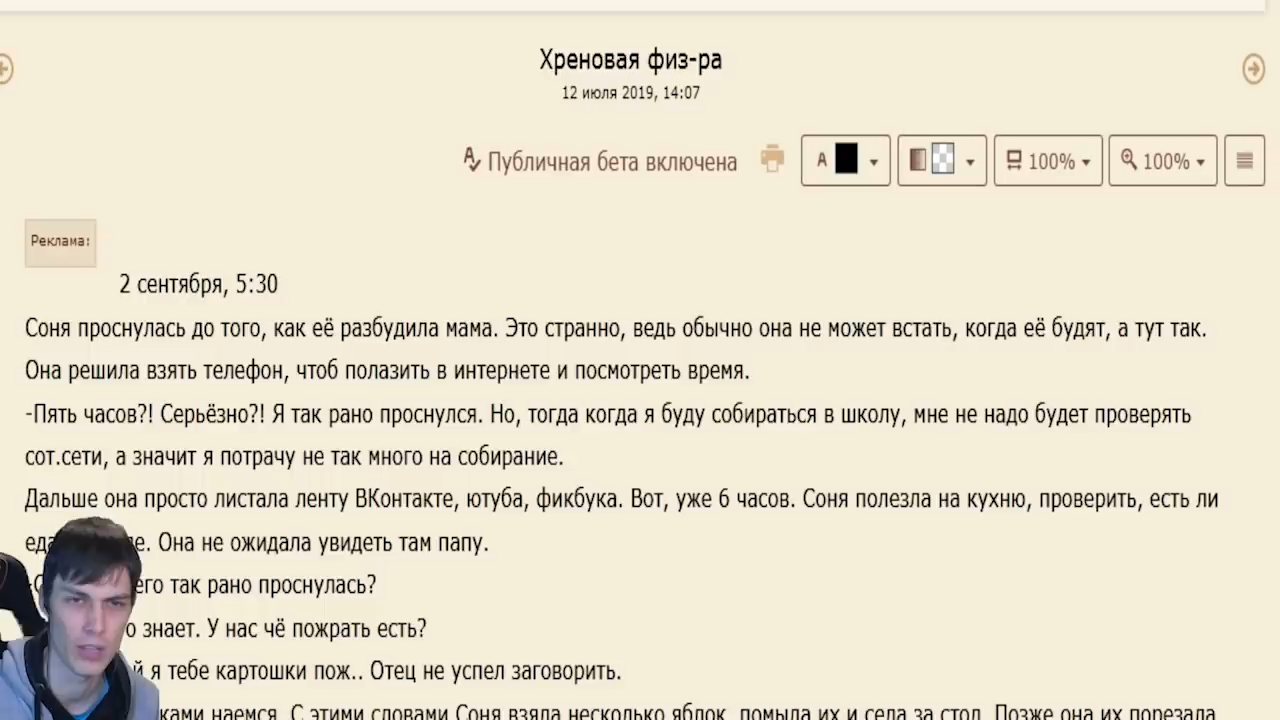 Хреновая физ-ра
12 июля 2019, 14:07
Публичная бета включена
A
100%
100%
Реклама:
2 сентября, 5:30
Соня проснулась до того, как её разбудила мама. Это странно, ведь обычно она не может встать, когда её будят, а тут так.
Она решила взять телефон, чтоб полазить в интернете и посмотреть время.
-Пять часов?! Серьёзно?! Я так рано проснулся. Но, тогда когда я буду собираться в школу, мне не надо будет проверять
сот.сети, а значит я потрачу не так много на собирание.
Дальше она просто листала ленту ВКонтакте, ютуба, фикбука. Вот, уже 6 часов. Соня полезла на кухню, проверить, есть ли
Она не ожидала увидеть там папу.
так рано проснулась?
знает. У нас чё пожрать есть?
я тебе картошки пож.. Отец не успел заговорить.
наемся. С этими словами Соня взяла несколько яблок, помыла их и села за стол. Позже она их порезала